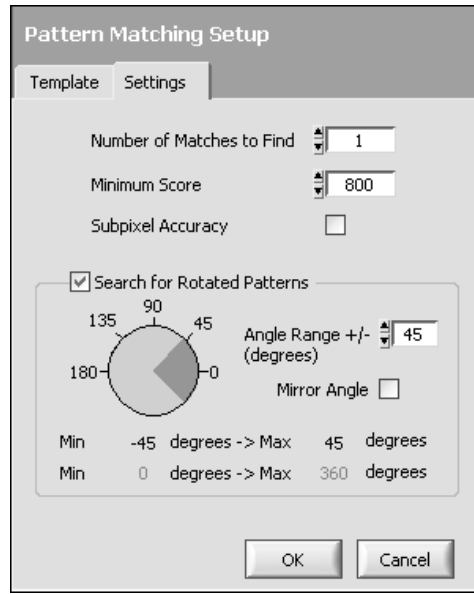 Pattern Matching Setup
Template Settings
Number of Matches to Find 1
Minimum Score 800
Subpixel Accuracy
Search for Rotated Patterns
90
135 45
180 0
Angle Range +/- 45
(degrees)
Mirror Angle
Min -45 degrees -> Max 45 degrees
Min 0 degrees -> Max 360 degrees
OK Cancel